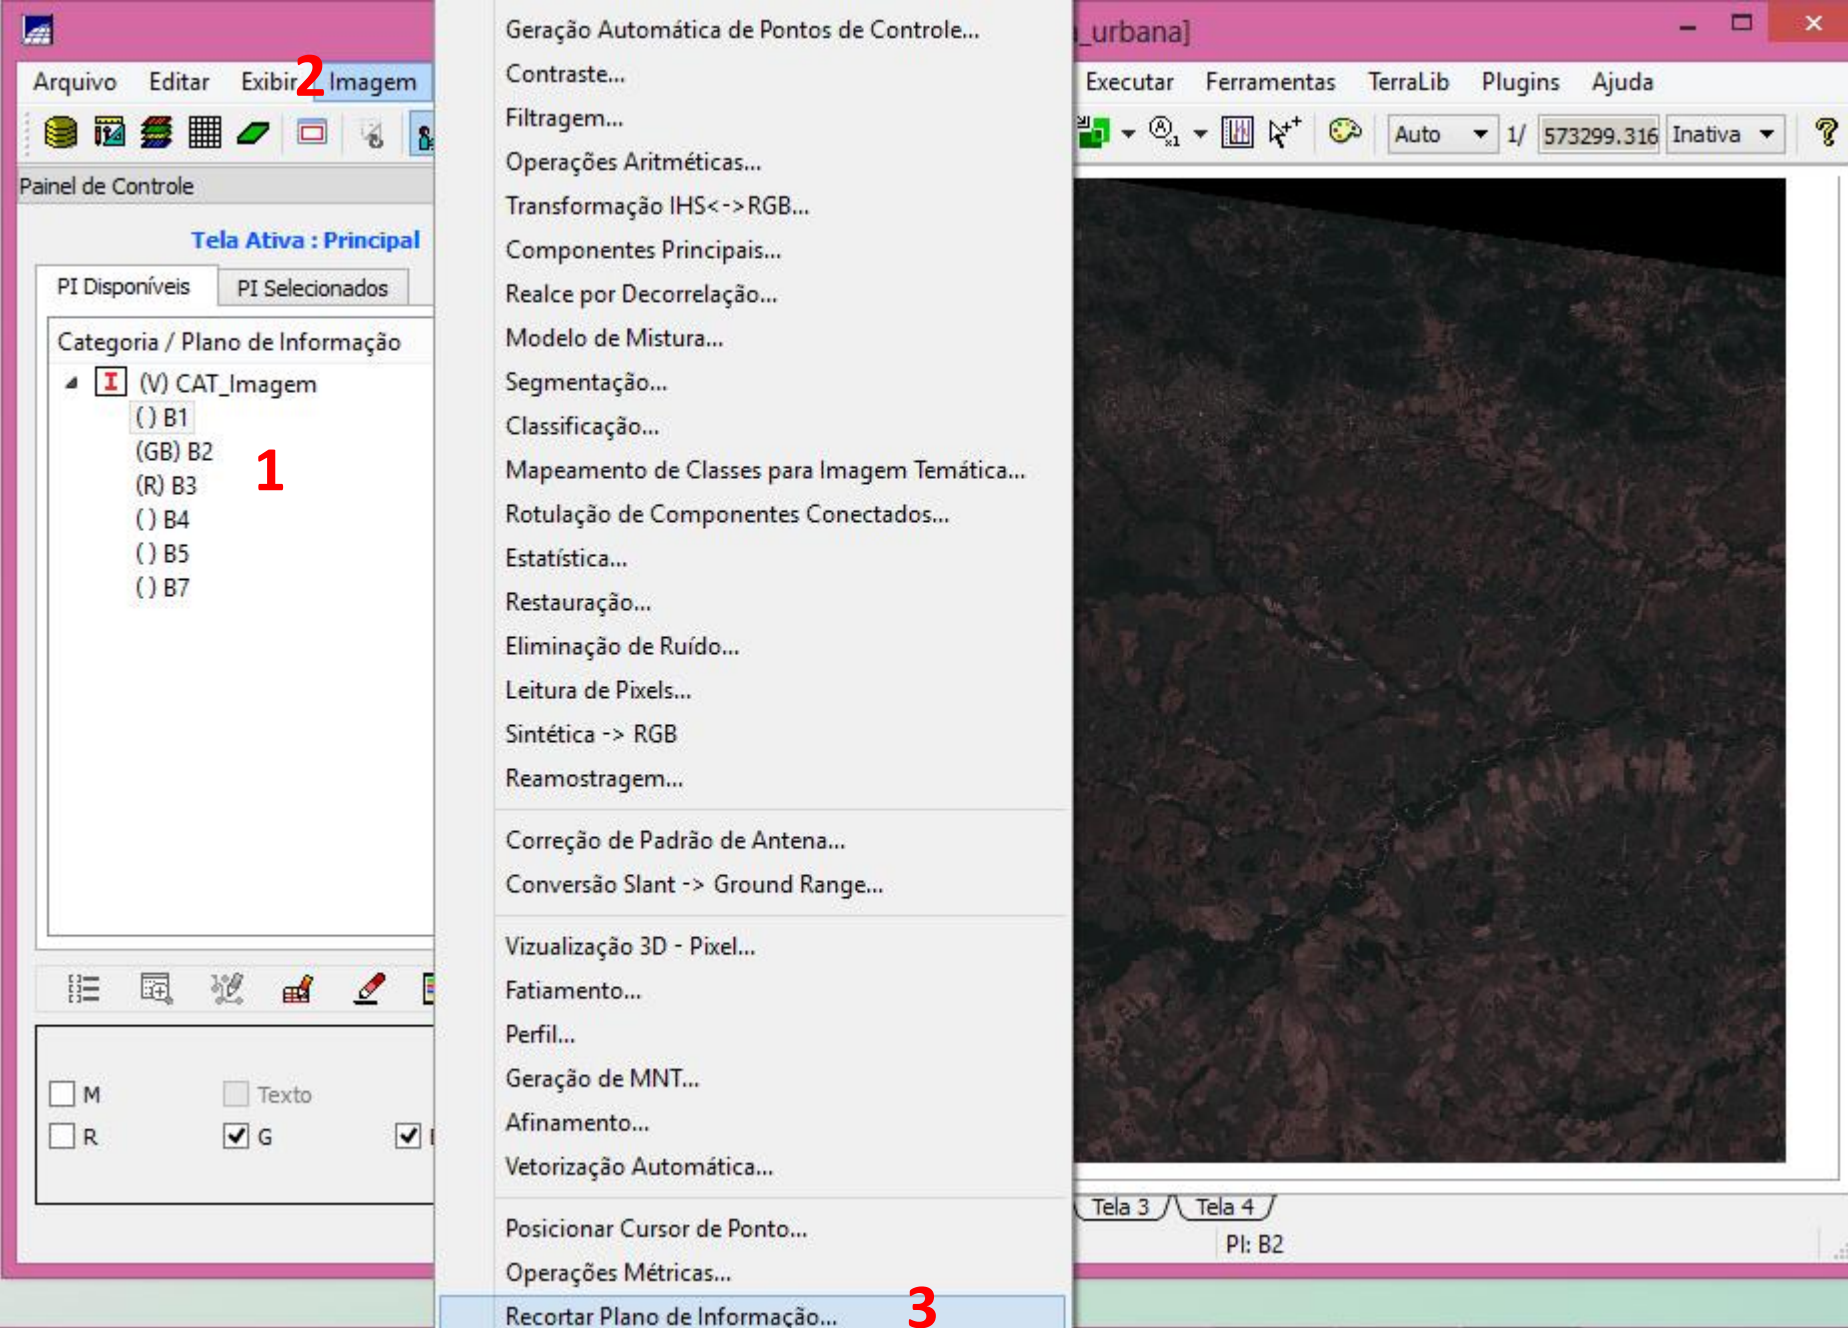 _urbana]
Arquivo Editar Exibir 2 Imagem Executar Ferramentas TerraLib Plugins Ajuda
Auto 1/ 573299.316 Inativa
Painel de Controle
Tela Ativa : Principal
PI Disponíveis PI Selecionados
Categoria / Plano de Informação
(V) CAT_Imagem
( ) B1
(GB) B2
1
(R) B3
( ) B4
( ) B5
( ) B7
M Texto
R G
Geração Automática de Pontos de Controle...
Contraste...
Filtragem...
Operações Aritméticas...
Transformação IHS<->RGB...
Componentes Principais...
Realce por Decorrelação...
Modelo de Mistura...
Segmentação...
Classificação...
Mapeamento de Classes para Imagem Temática...
Rotulação de Componentes Conectados...
Estatística...
Restauração...
Eliminação de Ruído...
Leitura de Pixels...
Sintética -> RGB
Reamostragem...
Correção de Padrão de Antena...
Conversão Slant -> Ground Range...
Vizualização 3D - Pixel...
Fatiamento...
Perfil...
Geração de MNT...
Afinamento...
Vetorização Automática...
Posicionar Cursor de Ponto...
Operações Métricas...
Recortar Plano de Informação... 3
Tela 3 Tela 4
PI: B2